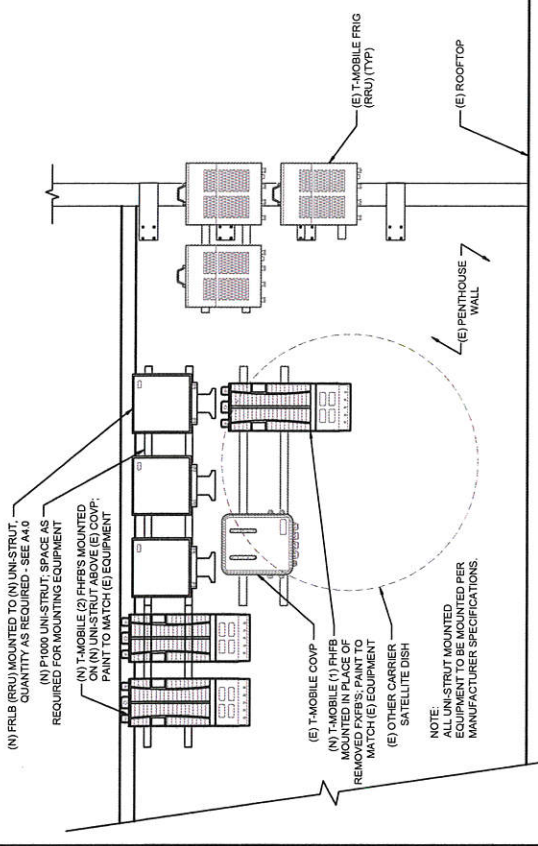 (N) FRLB (RRU) MOUNTED TO (N) UNI-STRUT,
QUANTITY AS REQUIRED - SEE A4.0
(N) P1000 UNI-STRUT; SPACE AS
REQUIRED FOR MOUNTING EQUIPMENT
(N) T-MOBILE (2) FHFB'S MOUNTED
ON (N) UNI-STRUT ABOVE (E) COVP;
PAINT TO MATCH (E) EQUIPMENT
(E) T-MOBILE COVP
(N) T-MOBILE (1) FHFB
MOUNTED IN PLACE OF
REMOVED FXFB'S; PAINT TO
MATCH (E) EQUIPMENT
(E) OTHER CARRIER
SATELLITE DISH
NOTE:
ALL UNI-STRUT MOUNTED
EQUIPMENT TO BE MOUNTED PER
MANUFACTURER SPECIFICATIONS.
(E) T-MOBILE FRIG
(RRU) (TYP)
(E) PENTHOUSE
WALL
(E) ROOFTOP